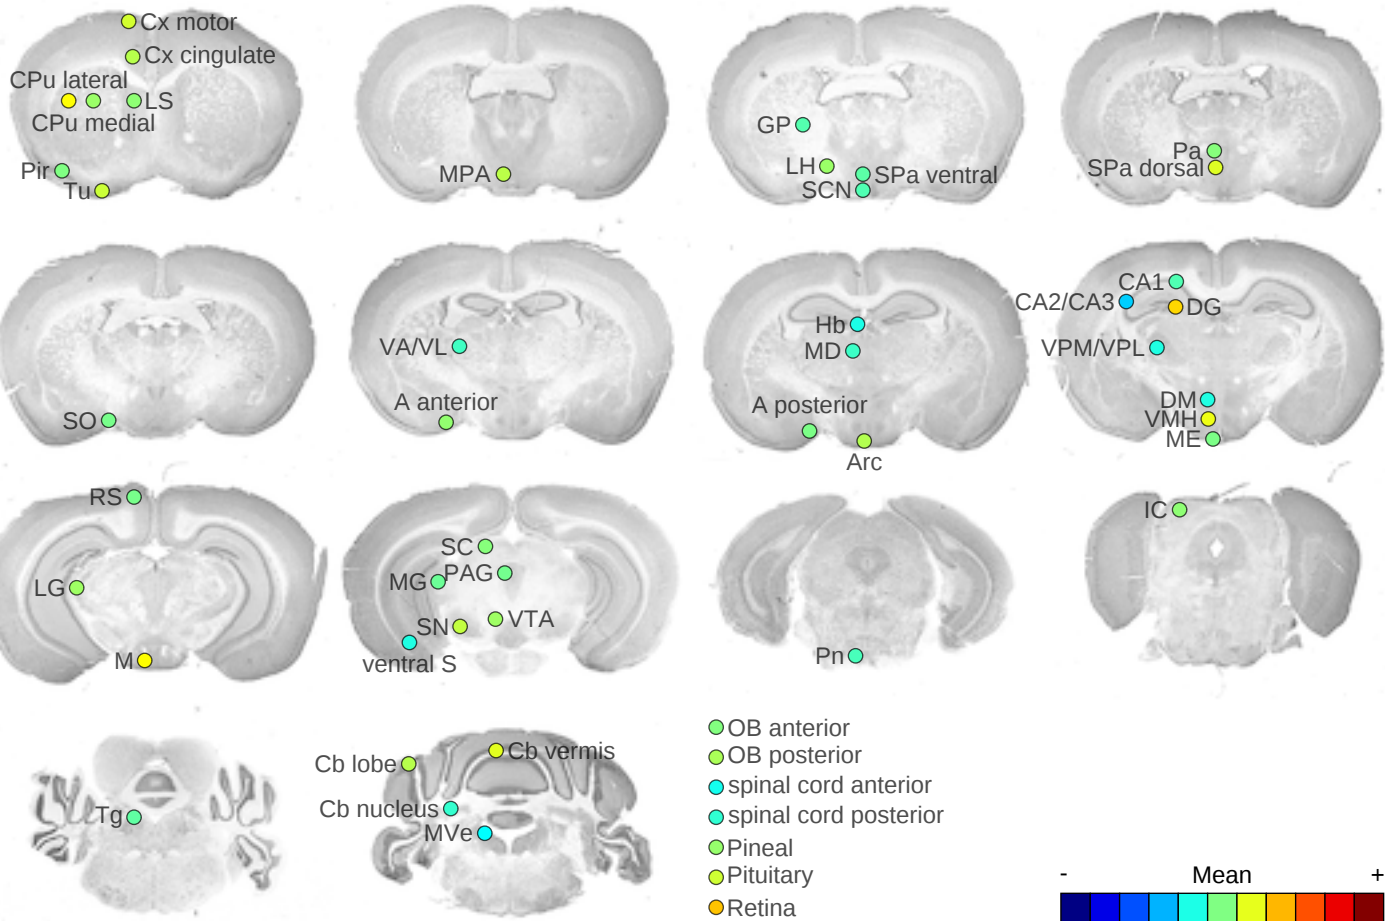 Cx motor
Cx cingulate
CPu lateral
LS
CPu medial
Pir
Tu
MPA
GP
LH
SPa ventral
SCN
Pa
SPa dorsal
SO
VA/VL
A anterior
Hb
MD
A posterior
Arc
CA1
CA2/CA3
DG
VPM/VPL
DM
VMH
ME
RS
LG
M
SC
MG
PAG
SN
VTA
ventral S
Pn
IC
Tg
Cb lobe
Cb vermis
Cb nucleus
MVe
OB anterior
OB posterior
spinal cord anterior
spinal cord posterior
Pineal
Pituitary
Retina
- Mean +